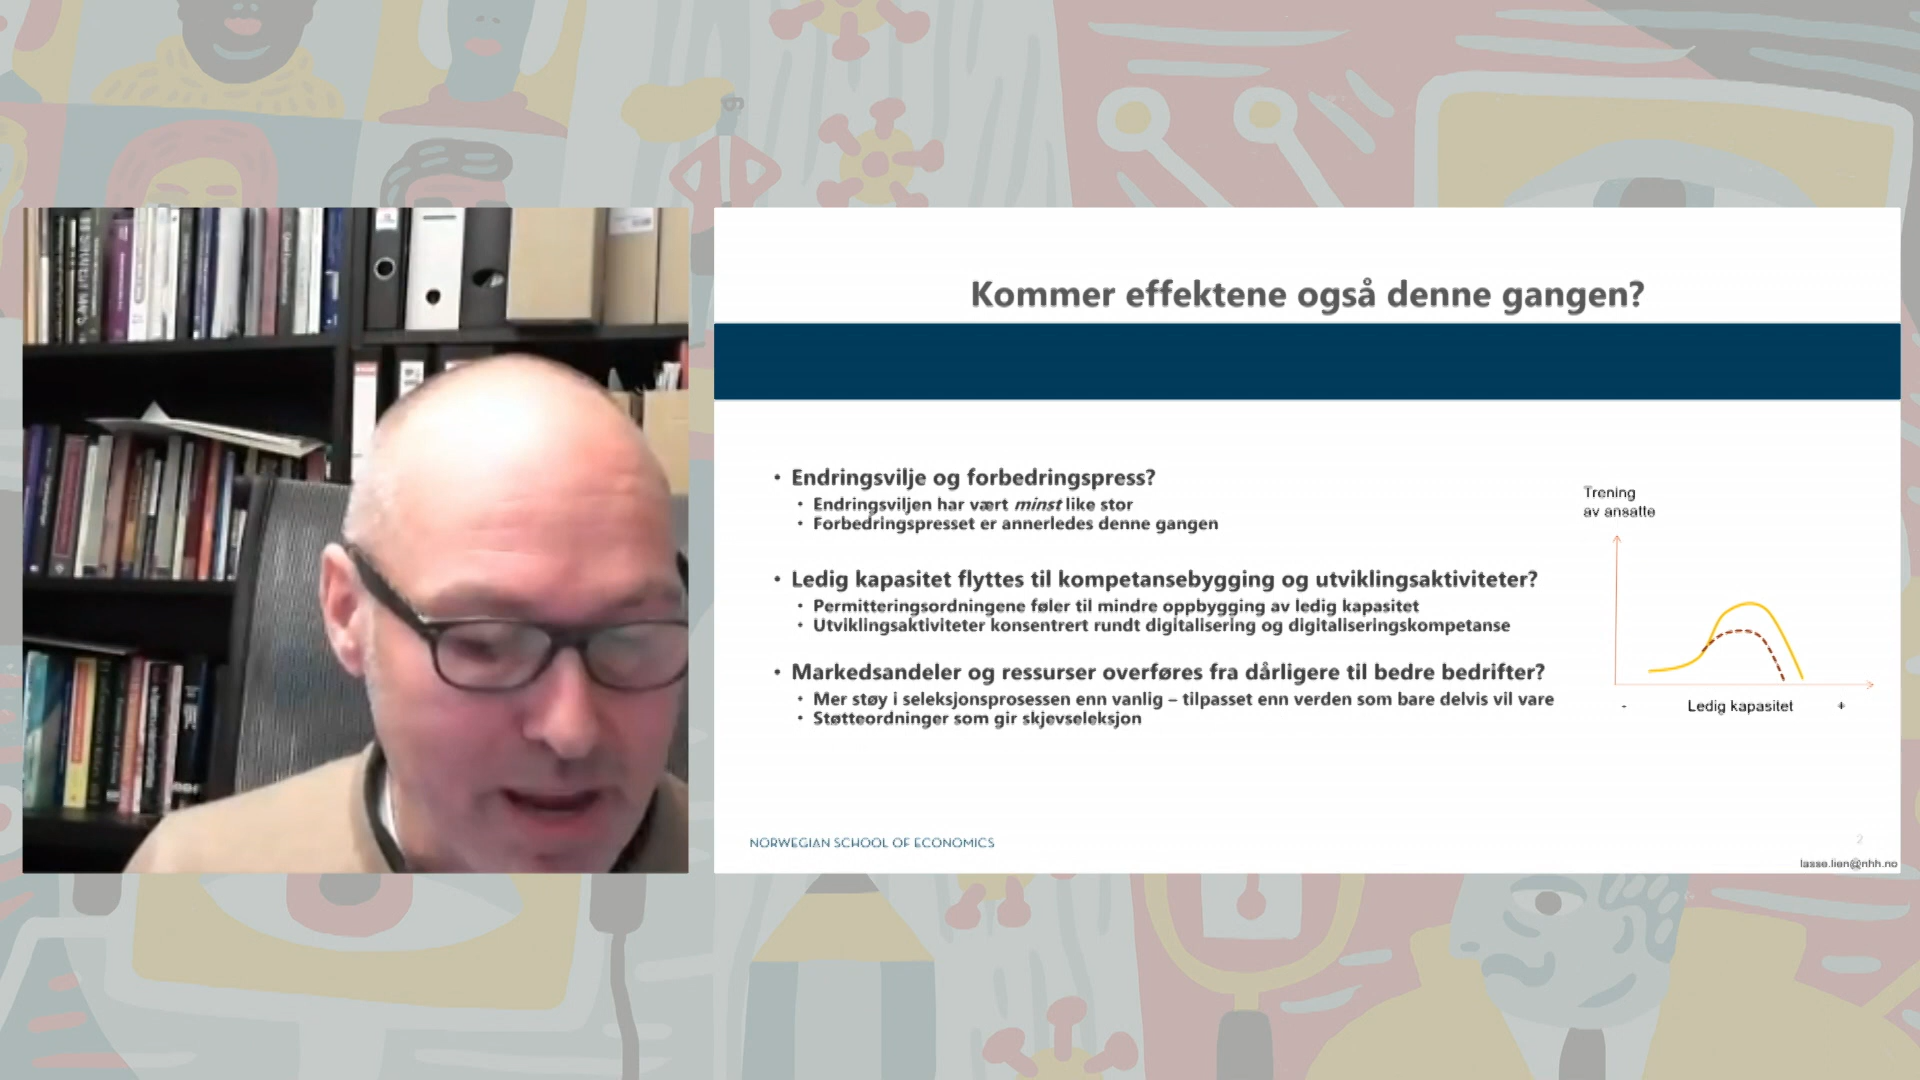 Kommer effektene også denne gangen?
• Endringsvilje og forbedringspress?
• Endringsviljen har vært minst like stor
• Forbedringspresset er annerledes denne gangen
• Ledig kapasitet flyttes til kompetansebygging og utviklingsaktiviteter?
• Permitteringsordningene føler til mindre oppbygging av ledig kapasitet
• Utviklingsaktiviteter konsentrert rundt digitalisering og digitaliseringskompetanse
• Markedsandeler og ressurser overføres fra dårligere til bedre bedrifter?
• Mer støy i seleksjonsprosessen enn vanlig – tilpasset enn verden som bare delvis vil vare
• Støtteordninger som gir skjevseleksjon
Trening
av ansatte
- Ledig kapasitet +
NORWEGIAN SCHOOL OF ECONOMICS
2
lasse.lien@nhh.no